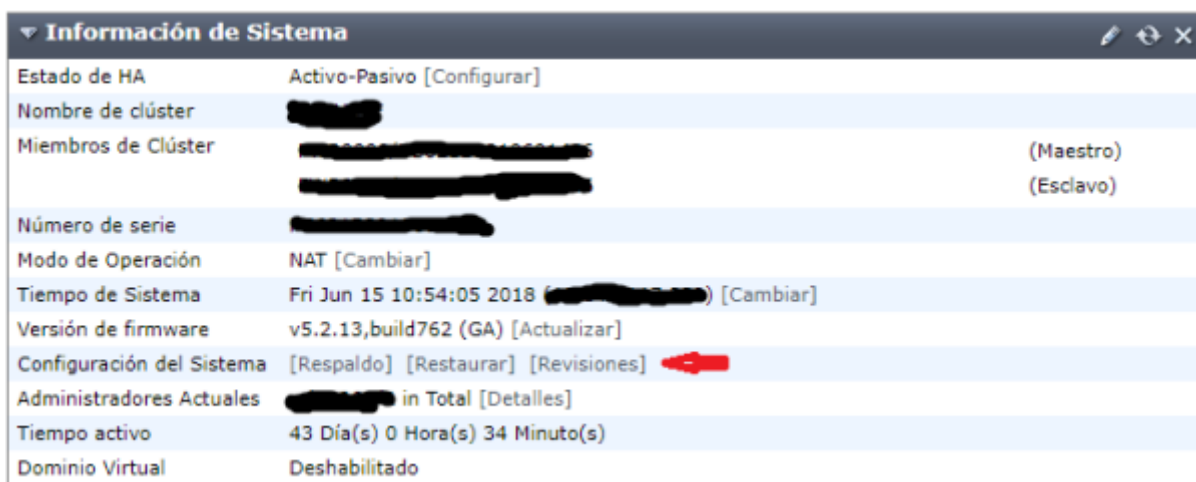 Información de Sistema
Estado de HA Activo-Pasivo [Configurar]
Nombre de clúster
Miembros de Clúster (Maestro)
(Esclavo)
Número de serie
Modo de Operación NAT [Cambiar]
Tiempo de Sistema Fri Jun 15 10:54:05 2018 ( ) [Cambiar]
Versión de firmware v5.2.13,build762 (GA) [Actualizar]
Configuración del Sistema [Respaldo] [Restaurar] [Revisiones]
Administradores Actuales in Total [Detalles]
Tiempo activo 43 Día(s) 0 Hora(s) 34 Minuto(s)
Dominio Virtual Deshabilitado